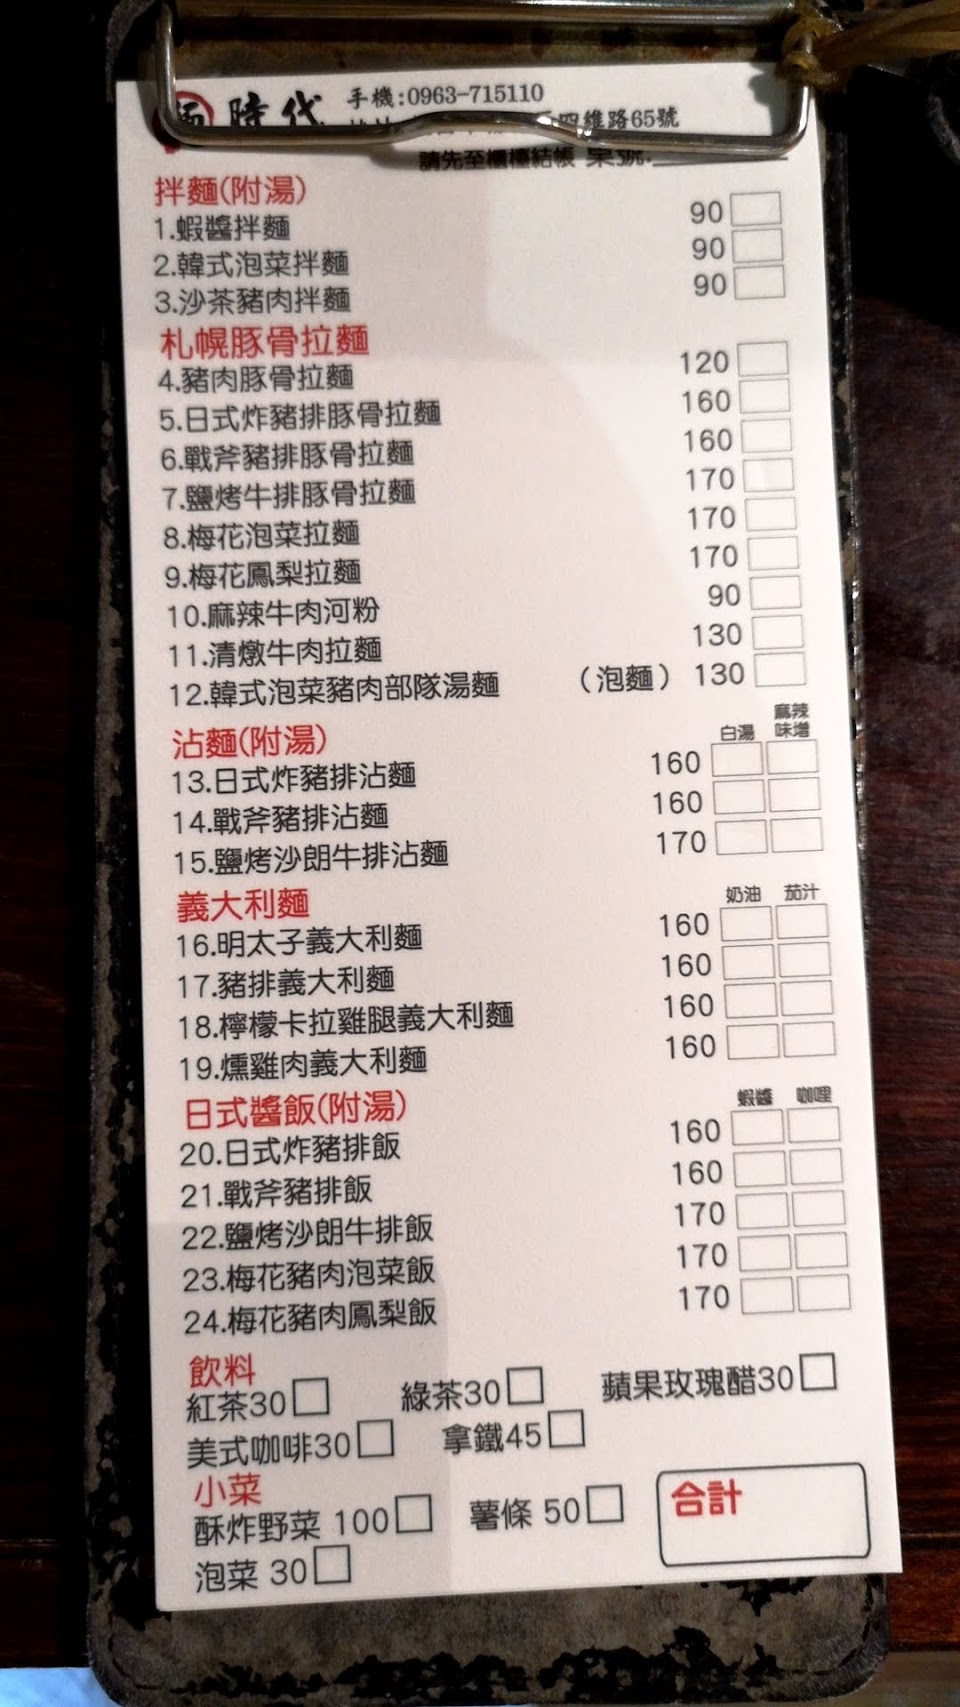 時代 手機:0963-715110
四維路65號
請先至櫃檯結帳 桌號:
拌麵(附湯)
1.蝦醬拌麵 90
2.韓式泡菜拌麵 90
3.沙茶豬肉拌麵 90
札幌豚骨拉麵
4.豬肉豚骨拉麵 120
5.日式炸豬排豚骨拉麵 160
6.戰斧豬排豚骨拉麵 160
7.鹽烤牛排豚骨拉麵 170
8.梅花泡菜拉麵 170
9.梅花鳳梨拉麵 170
10.麻辣牛肉河粉 90
11.清燉牛肉拉麵 130
12.韓式泡菜豬肉部隊湯麵 (泡麵) 130
沾麵(附湯) 白湯 麻辣味增
13.日式炸豬排沾麵 160
14.戰斧豬排沾麵 160
15.鹽烤沙朗牛排沾麵 170
義大利麵 奶油 茄汁
16.明太子義大利麵 160
17.豬排義大利麵 160
18.檸檬卡拉雞腿義大利麵 160
19.燻雞肉義大利麵 160
日式醬飯(附湯) 蝦醬 咖哩
20.日式炸豬排飯 160
21.戰斧豬排飯 160
22.鹽烤沙朗牛排飯 170
23.梅花豬肉泡菜飯 170
24.梅花豬肉鳳梨飯 170
飲料
紅茶30 綠茶30 蘋果玫瑰醋30
美式咖啡30 拿鐵45
小菜
酥炸野菜 100 薯條 50 合計
泡菜 30